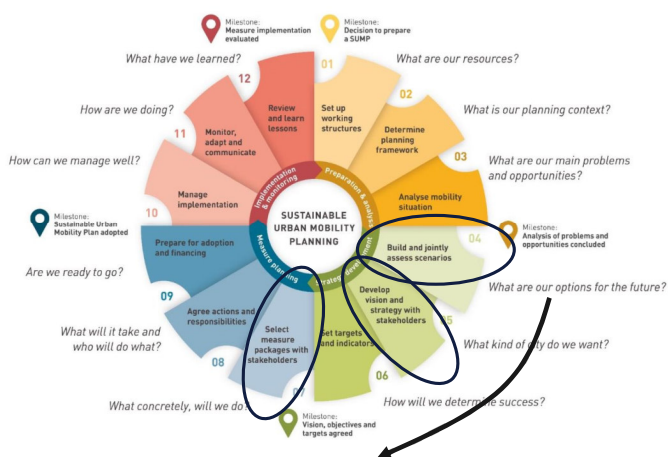 Milestone:
Measure implementation
evaluated
Milestone:
Decision to prepare
a SUMP
What have we learned?
What are our resources?
12
01
Review
and learn
lessons
Set up
working
structures
How are we doing?
02
What is our planning context?
11
Monitor,
adapt and
communicate
Determine
planning
framework
How can we manage well?
03
What are our main problems
and opportunities?
Manage
implementation
Analyse mobility
situation
10
Implementation
& monitoring
Preparation & analysis
SUSTAINABLE
URBAN MOBILITY
PLANNING
Milestone:
Sustainable Urban
Mobility Plan adopted
04
Milestone:
Analysis of problems and
opportunities concluded
Prepare for adoption
and financing
Measure planning
Strategy development
Build and jointly
assess scenarios
Are we ready to go?
09
What are our options for the future?
Agree actions and
responsibilities
Develop
vision and
strategy with
stakeholders
05
What will it take and
who will do what?
08
Select
measure
packages with
stakeholders
Set targets
and indicators
What kind of city do we want?
07
06
What concretely, will we do?
How will we determine success?
Milestone:
Vision, objectives and
targets agreed